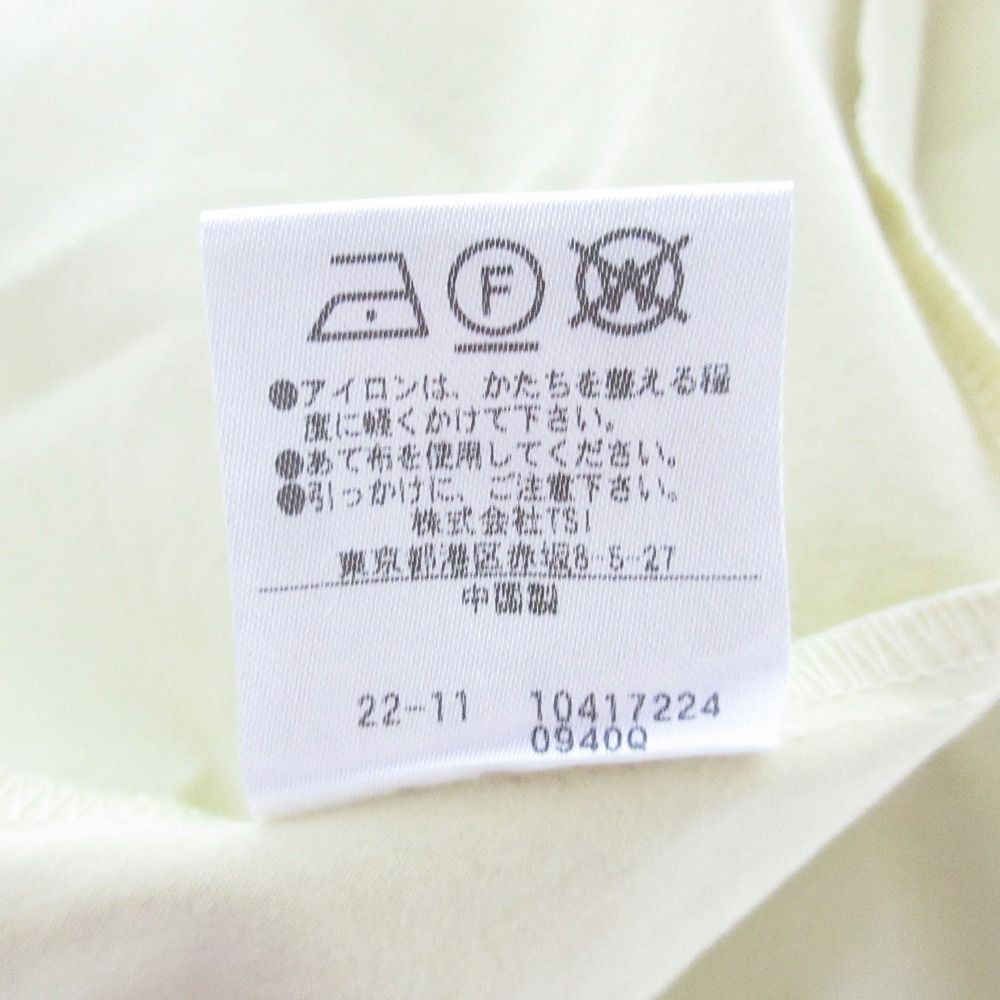 F W
●アイロンは、かたちを整える程
度に軽くかけて下さい。
●あて布を使用してください。
●引っかけに、ご注意下さい。
株式会社TSI
東京都港区赤坂8-5-27
中国製
22-11 10417224
0940Q